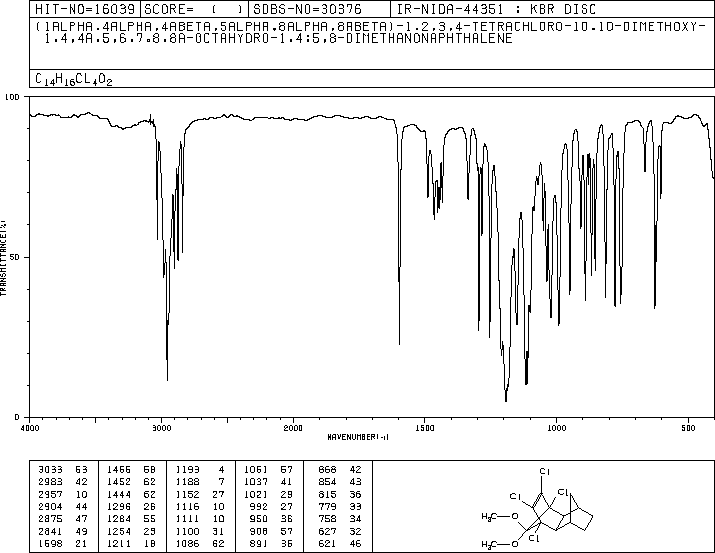 HIT-NO=16039 SCORE= ( ) SDBS-NO=30376 IR-NIDA-44351 : KBR DISC
(1ALPHA,4ALPHA,4ABETA,5ALPHA,8ALPHA,8ABETA)-1,2,3,4-TETRACHLORO-10,10-DIMETHOXY-
1,4,4A,5,6,7,8,8A-OCTAHYDRO-1,4:5,8-DIMETHANONAPHTHALENE
C14H16CL4O2
100
50
0
TRANSMITTANCE(%)
4000 3000 2000 1500 1000 500
WAVENUMBER(-1)
3033 63 1466 60 1193 4 1061 67 868 42
2983 42 1452 62 1188 7 1037 41 854 43
2957 10 1444 62 1152 27 1021 29 815 36
2904 44 1296 26 1116 10 992 27 779 33
2875 47 1284 55 1111 10 950 36 758 34
2841 49 1254 23 1100 31 908 57 627 32
1598 21 1211 18 1086 62 891 35 621 46
Cl
Cl
Cl
H3C O
Cl
H3C O